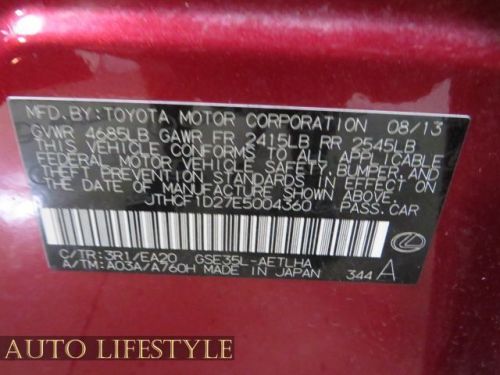 MFD.BY:TOYOTA MOTOR CORPORATION 08/13
GVWR 4685LB GAWR FR 2415LB RR 2545LB
THIS VEHICLE CONFORMS TO ALL APPLICABLE
FEDERAL MOTOR VEHICLE SAFETY,BUMPER,AND
THEFT PREVENTION STANDARDS IN EFFECT ON
THE DATE OF MANUFACTURE SHOWN ABOVE.
JTHCF1D27E5004360 PASS.CAR
C/TR:3R1/EA20 GSE35L-AETLHA
A/TM:A03A/A760H MADE IN JAPAN 344 A
AUTO LIFESTYLE